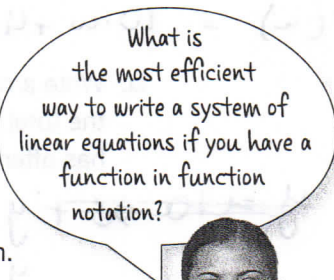 What is
the most efficient
way to write a system of
linear equations if you have a
function in function
notation?
n.